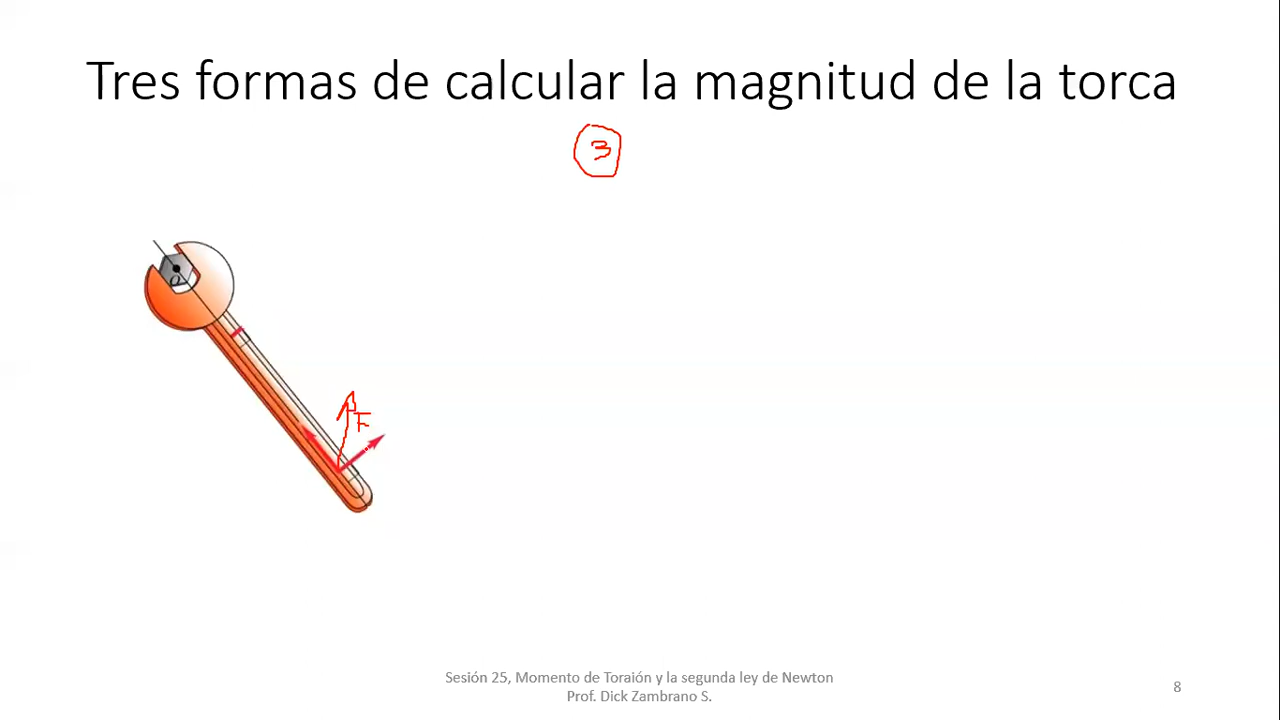 Tres formas de calcular la magnitud de la torca
3
a
F
Sesión 25, Momento de Toraión y la segunda ley de Newton
Prof. Dick Zambrano S.
8